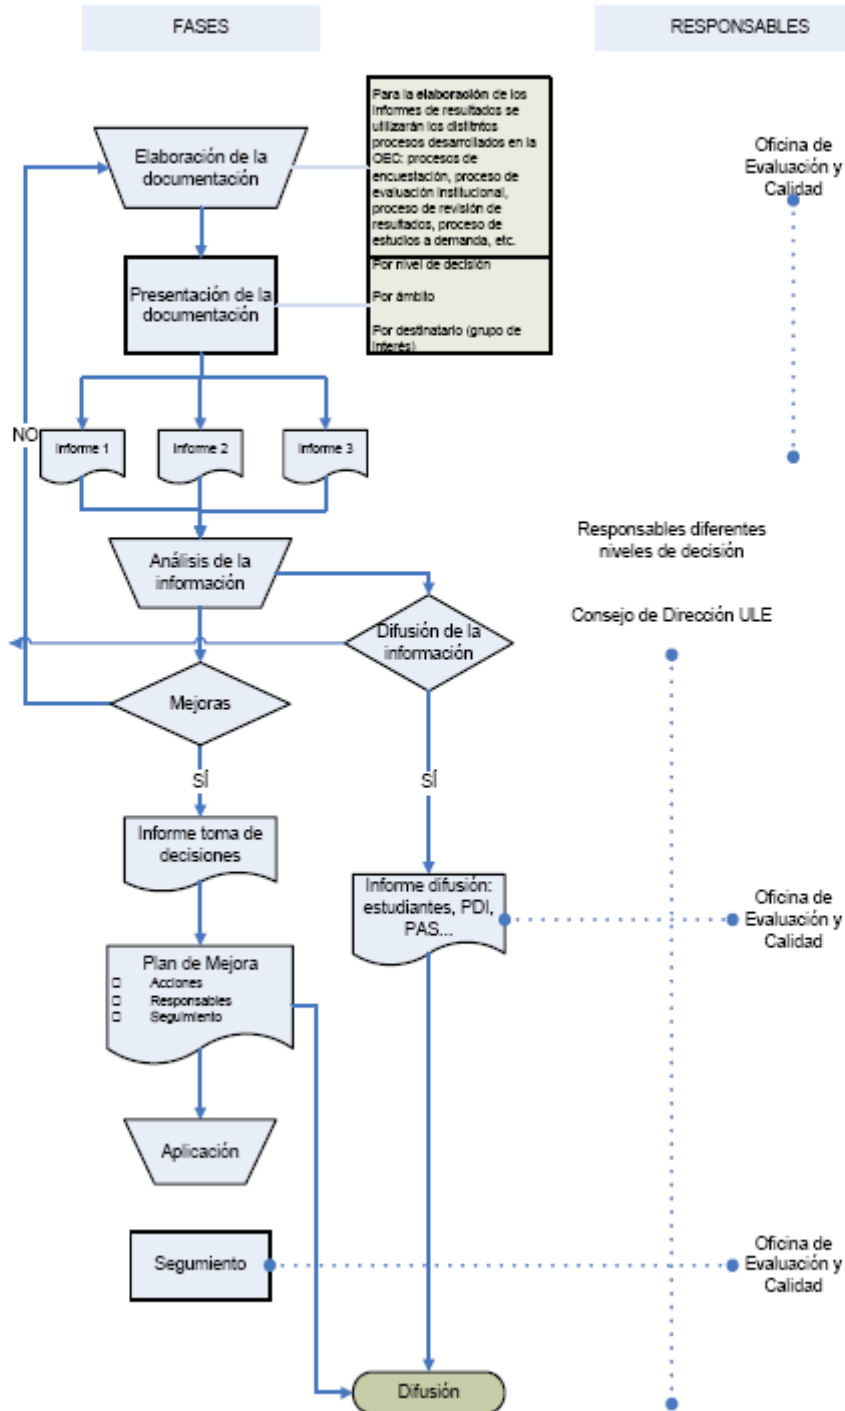 FASES
RESPONSABLES
Elaboración de la
documentación
Para la elaboración de los
informes de resultados se
utilizarán los distintos
procesos desarrollados en la
OEC: procesos de
encuestación, proceso de
evaluación institucional,
proceso de revisión de
resultados, proceso de
estudios a demanda, etc.
Oficina de
Evaluación y
Calidad
Presentación de la
documentación
Por nivel de decisión
Por ámbito
Por destinatario (grupo de
interés)
NO
Informe 1
Informe 2
Informe 3
Responsables diferentes
niveles de decisión
Análisis de la
información
Consejo de Dirección ULE
Difusión de la
información
Mejoras
SÍ
SÍ
Informe toma de
decisiones
Informe difusión:
estudiantes, PDI,
PAS...
Oficina de
Evaluación y
Calidad
Plan de Mejora
Acciones
Responsables
Seguimiento
Aplicación
Segumiento
Oficina de
Evaluación y
Calidad
Difusión